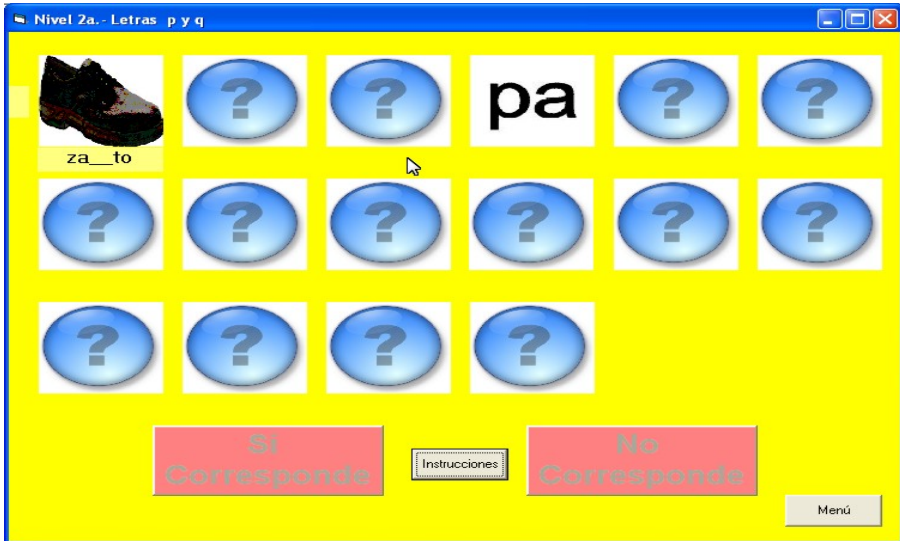 Nivel 2a.- Letras p y q
pa
za__to
Si
Corresponde
Instrucciones
No
Corresponde
Menú